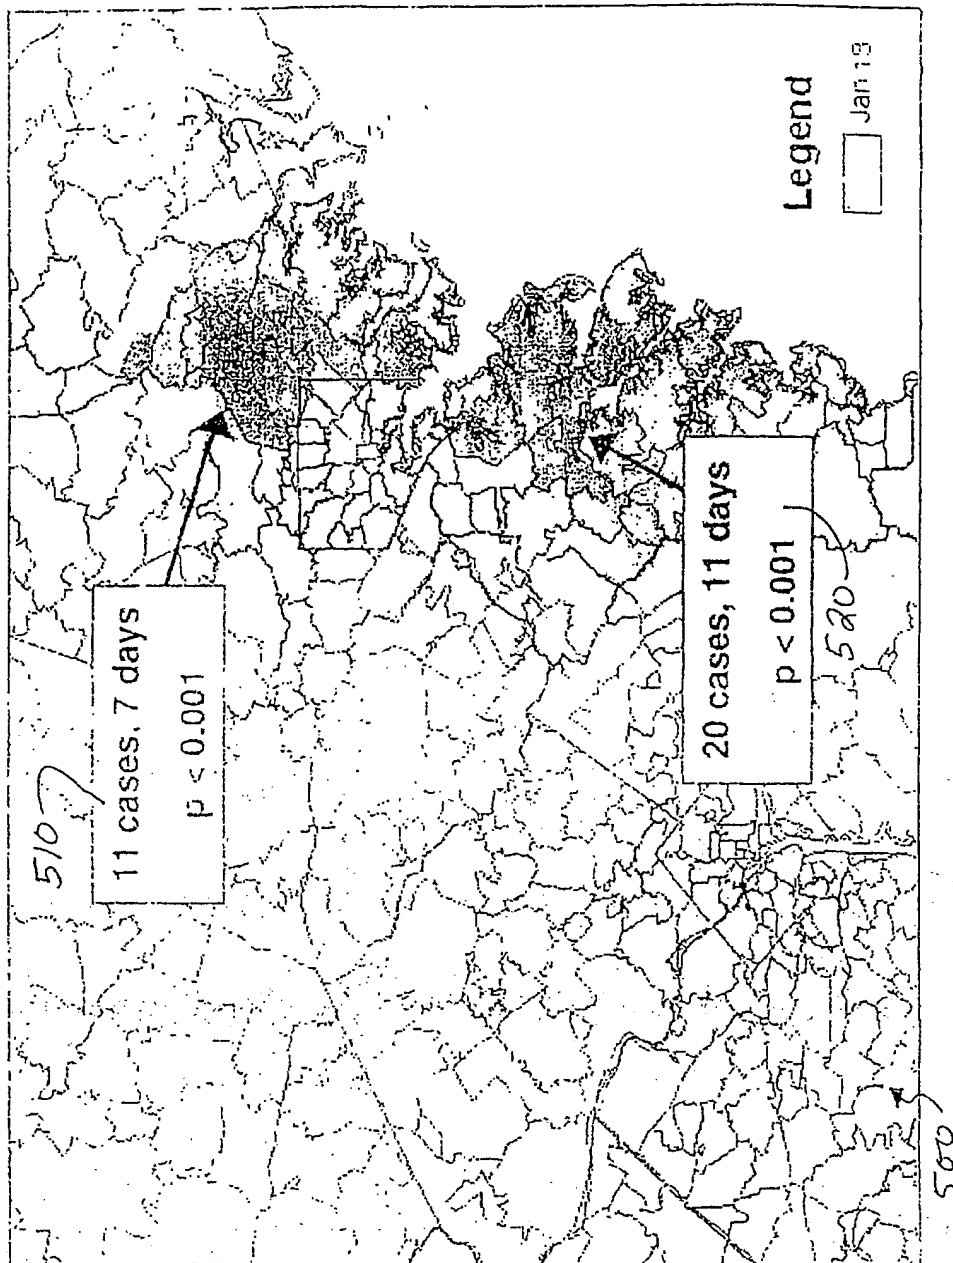 510
11 cases, 7 days
p < 0.001
20 cases, 11 days
p < 0.001
520
Legend
Jan 19
500